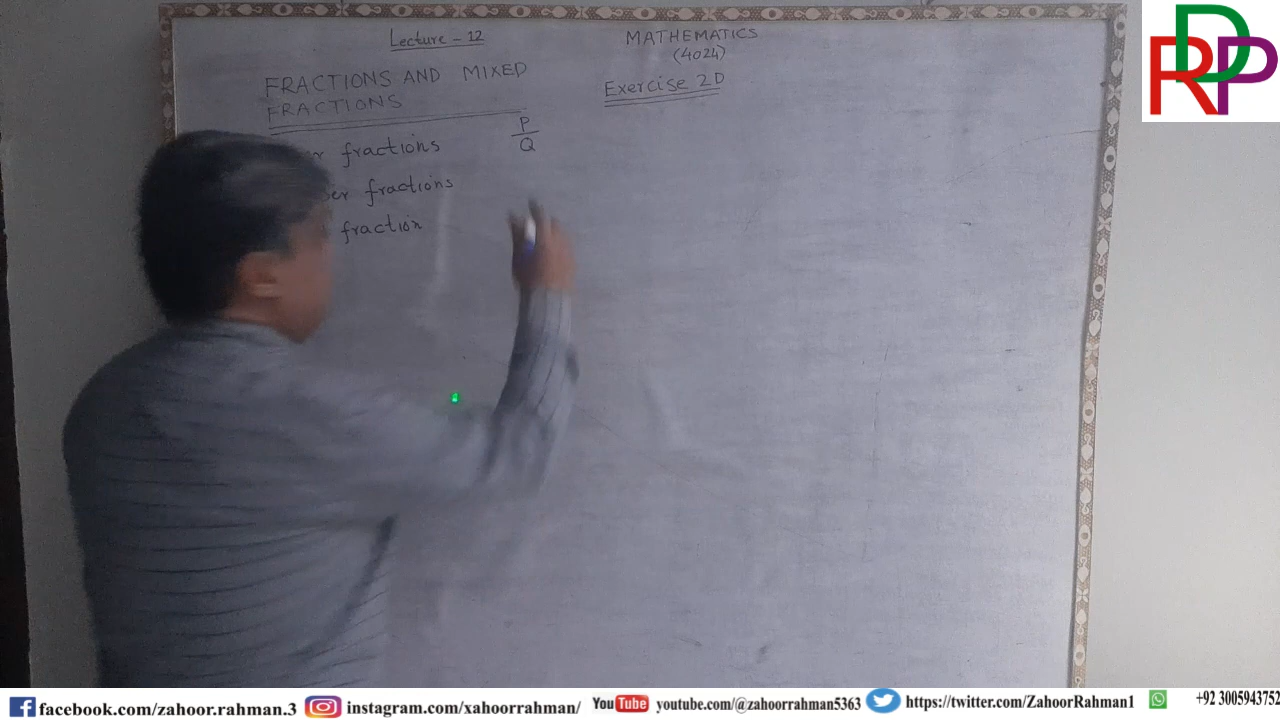 Lecture - 12
MATHEMATICS
(4024)
FRACTIONS AND MIXED
FRACTIONS
Exercise 2D
fractions
P
Q
fractions
fraction
RDP
facebook.com/zahoor.rahman.3
instagram.com/xahoorrahman/
YouTube youtube.com/@zahoorrahman5363
https://twitter.com/ZahoorRahman1
+92 3005943752